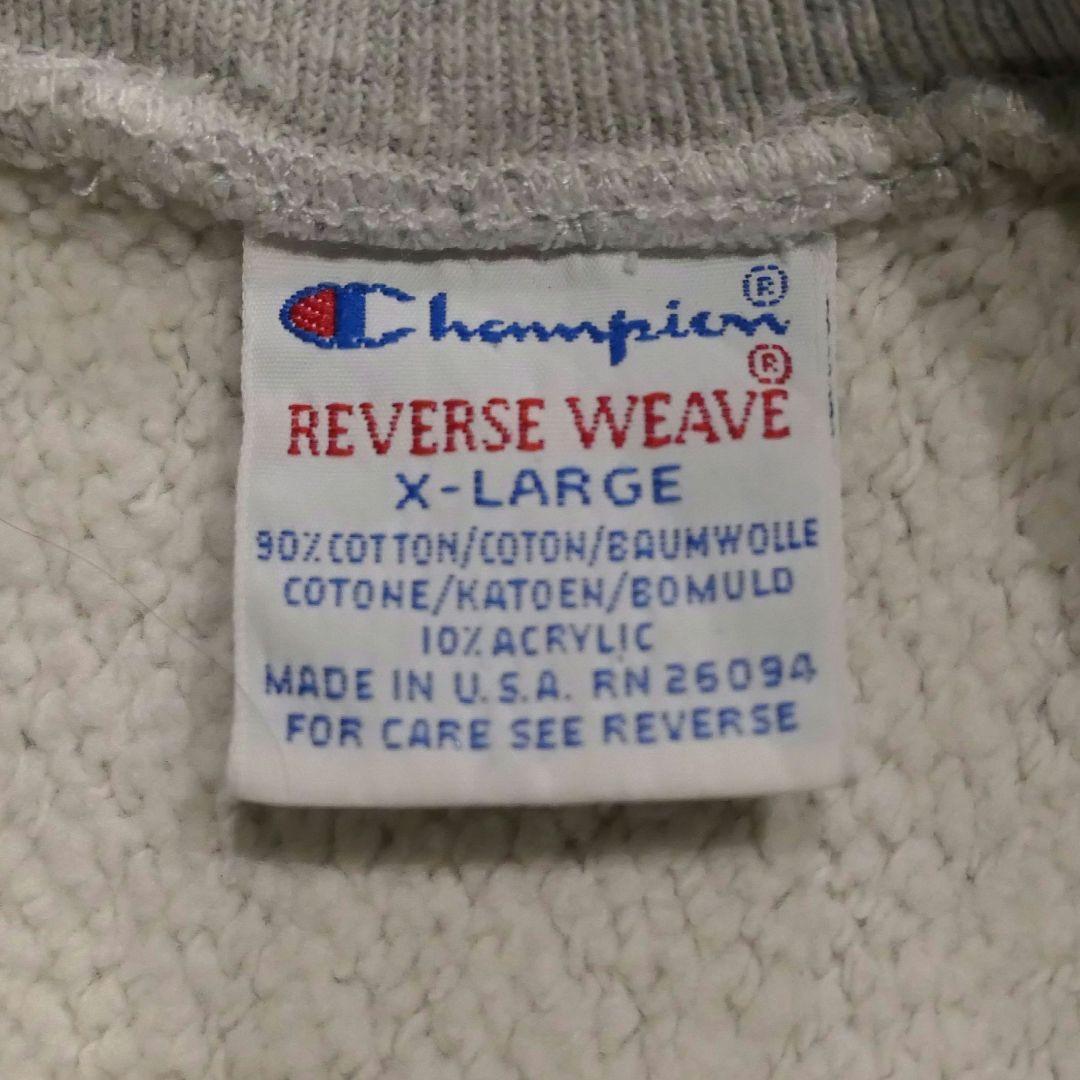 Champion®
REVERSE WEAVE®
X-LARGE
90% COTTON/COTON/BAUMWOLLE
COTONE/KATOEN/BOMULD
10% ACRYLIC
MADE IN U.S.A. RN 26094
FOR CARE SEE REVERSE